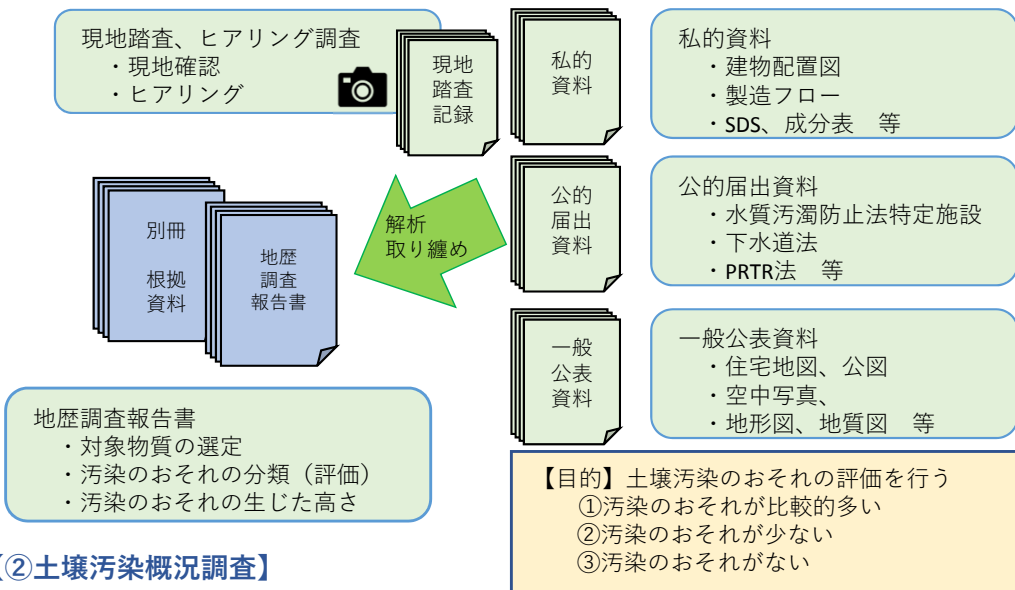 現地踏査、ヒアリング調査
・現地確認
・ヒアリング
現地
踏査
記録
私的
資料
私的資料
・建物配置図
・製造フロー
・SDS、成分表　等
別冊
根拠
資料
地歴
調査
報告書
解析
取り纏め
公的
届出
資料
公的届出資料
・水質汚濁防止法特定施設
・下水道法
・PRTR法　等
一般
公表
資料
一般公表資料
・住宅地図、公図
・空中写真、
・地形図、地質図　等
地歴調査報告書
・対象物質の選定
・汚染のおそれの分類（評価）
・汚染のおそれの生じた高さ
【目的】土壌汚染のおそれの評価を行う
①汚染のおそれが比較的多い
②汚染のおそれが少ない
③汚染のおそれがない
【②土壌汚染概況調査】